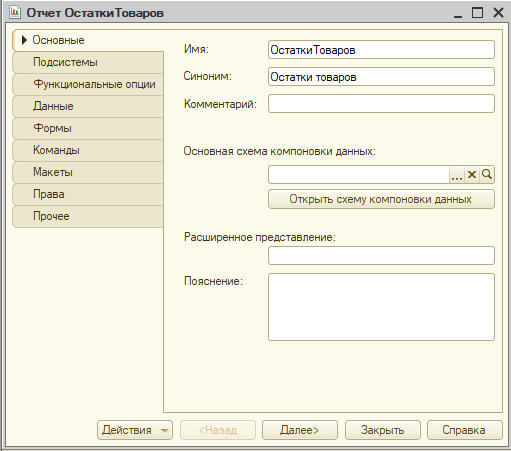 Отчет ОстаткиТоваров
Основные
Подсистемы
Функциональные опции
Данные
Формы
Команды
Макеты
Права
Прочее
Имя:
ОстаткиТоваров
Синоним:
Остатки товаров
Комментарий:
Основная схема компоновки данных:
...
Открыть схему компоновки данных
Расширенное представление:
Пояснение:
Действия
<Назад
Далее>
Закрыть
Справка